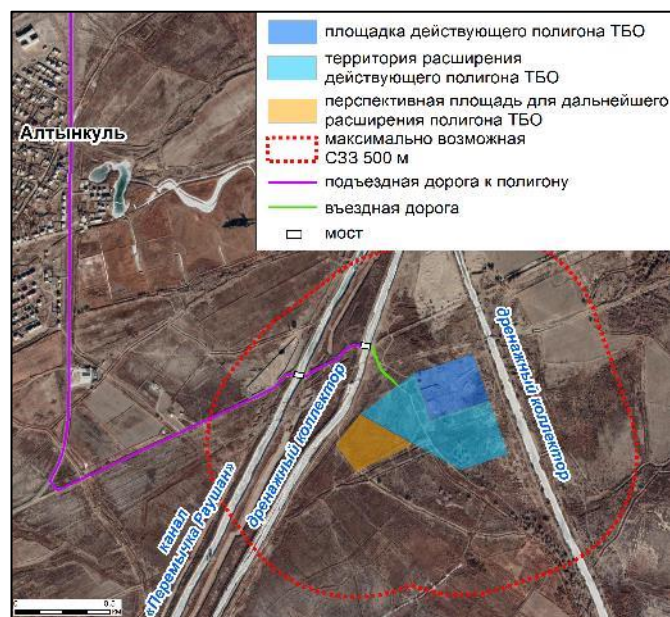 площадка действующего полигона ТБО
территория расширения
действующего полигона ТБО
перспективная площадь для дальнейшего
расширения полигона ТБО
максимально возможная
СЗЗ 500 м
подъездная дорога к полигону
въездная дорога
мост
Алтынкуль
дренажный коллектор
дренажный коллектор
канал
«Перемычка Раушан»
0